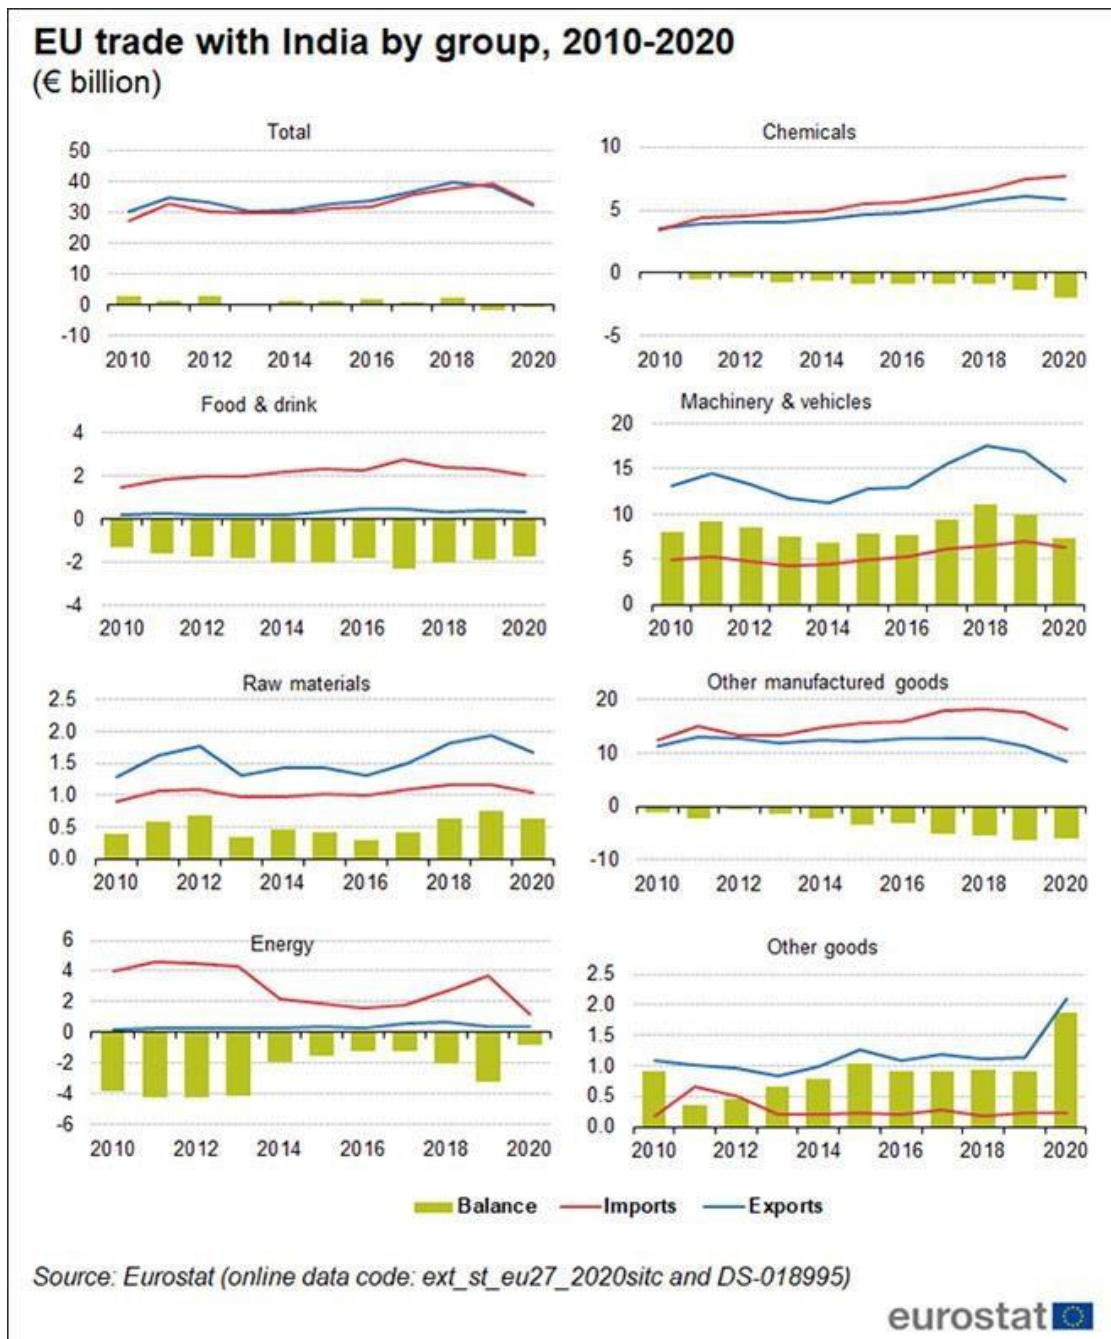 EU trade with India by group, 2010-2020
(€ billion)
Total
50
40
30
20
10
0
-10
2010 2012 2014 2016 2018 2020
Chemicals
10
5
0
-5
2010 2012 2014 2016 2018 2020
Food & drink
4
2
0
-2
-4
2010 2012 2014 2016 2018 2020
Machinery & vehicles
20
15
10
5
0
2010 2012 2014 2016 2018 2020
Raw materials
2.5
2.0
1.5
1.0
0.5
0.0
2010 2012 2014 2016 2018 2020
Other manufactured goods
20
10
0
-10
2010 2012 2014 2016 2018 2020
Energy
6
4
2
0
-2
-4
-6
2010 2012 2014 2016 2018 2020
Other goods
2.5
2.0
1.5
1.0
0.5
0.0
2010 2012 2014 2016 2018 2020
Balance Imports Exports
Source: Eurostat (online data code: ext_st_eu27_2020sitc and DS-018995)
eurostat